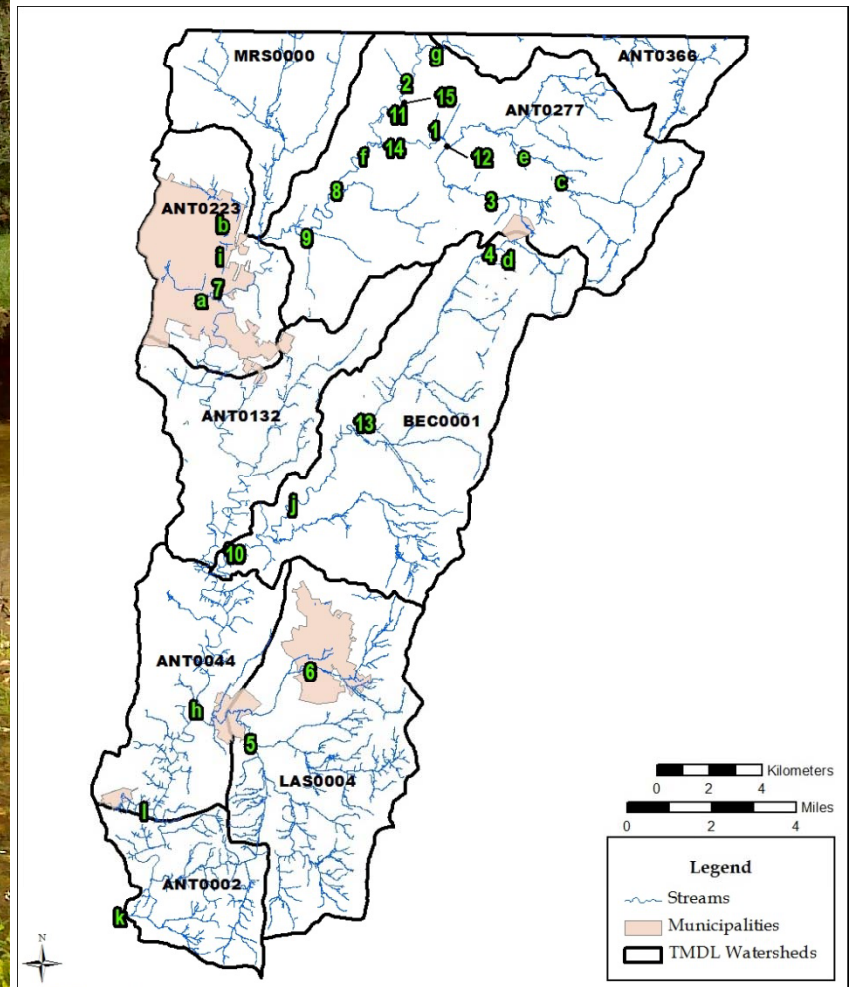 MRS0000
ANT0366
g
2
15
ANT0277
11
1
14
12
f
e
c
8
3
ANT0223
b
9
i
4
d
7
a
ANT0132
13
BEC0001
j
10
ANT0044
6
h
5
LAS0004
l
ANT0002
k
Kilometers
0 2 4
Miles
0 2 4
Legend
Streams
Municipalities
TMDL Watersheds
N